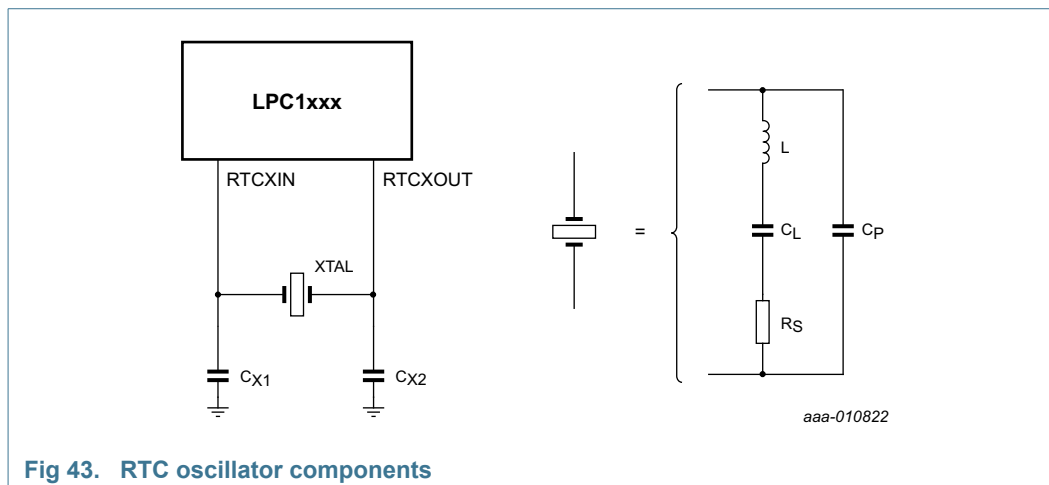 LPC1xxx
RTCXIN
RTCXOUT
XTAL
CX1
CX2
=
L
CL
CP
RS
aaa-010822
Fig 43. RTC oscillator components